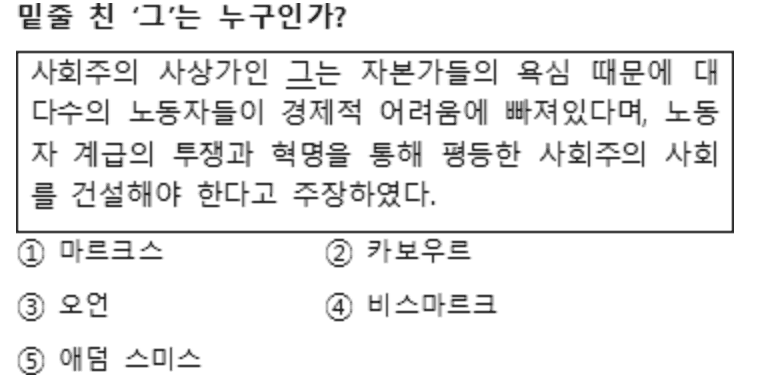 밑줄 친 '그'는 누구인가?
사회주의 사상가인 그는 자본가들의 욕심 때문에 대
다수의 노동자들이 경제적 어려움에 빠져있다며, 노동
자 계급의 투쟁과 혁명을 통해 평등한 사회주의 사회
를 건설해야 한다고 주장하였다.
① 마르크스 ② 카보우르
③ 오언 ④ 비스마르크
⑤ 애덤 스미스